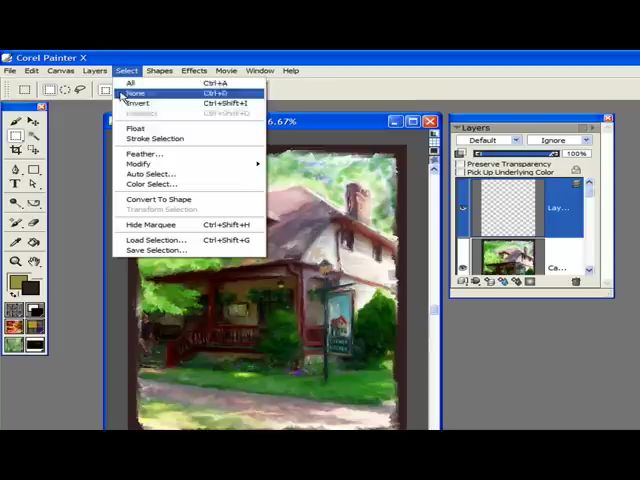 Corel Painter X
File Edit Canvas Layers Select Shapes Effects Movie Window Help
All Ctrl+A
None Ctrl+D
Invert Ctrl+Shift+I
Float
Stroke Selection
Feather...
Modify
Auto Select...
Color Select...
Convert To Shape
Transform Selection
Hide Marquee Ctrl+Shift+H
Load Selection... Ctrl+Shift+G
Save Selection...
6.67%
Layers
Default Ignore
100%
Preserve Transparency
Pick Up Underlying Color
Lay...
Ca...